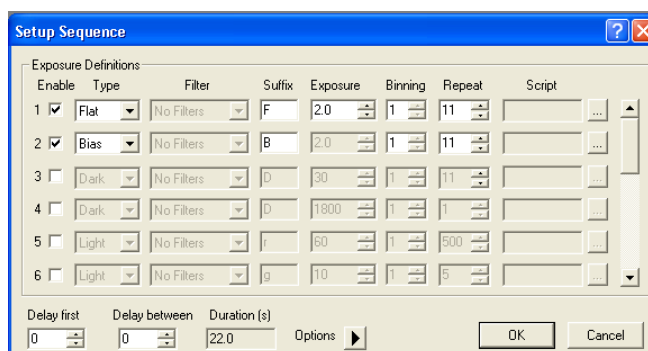 Setup Sequence
Exposure Definitions
Enable Type Filter Suffix Exposure Binning Repeat Script
1 Flat No Filters F 2.0 1 11 ...
2 Bias No Filters B 2.0 1 11 ...
3 Dark No Filters D 30 1 11 ...
4 Dark No Filters D 1800 1 1 ...
5 Light No Filters r 60 1 500 ...
6 Light No Filters g 10 1 5 ...
Delay first Delay between Duration (s)
0 0 22.0 Options OK Cancel